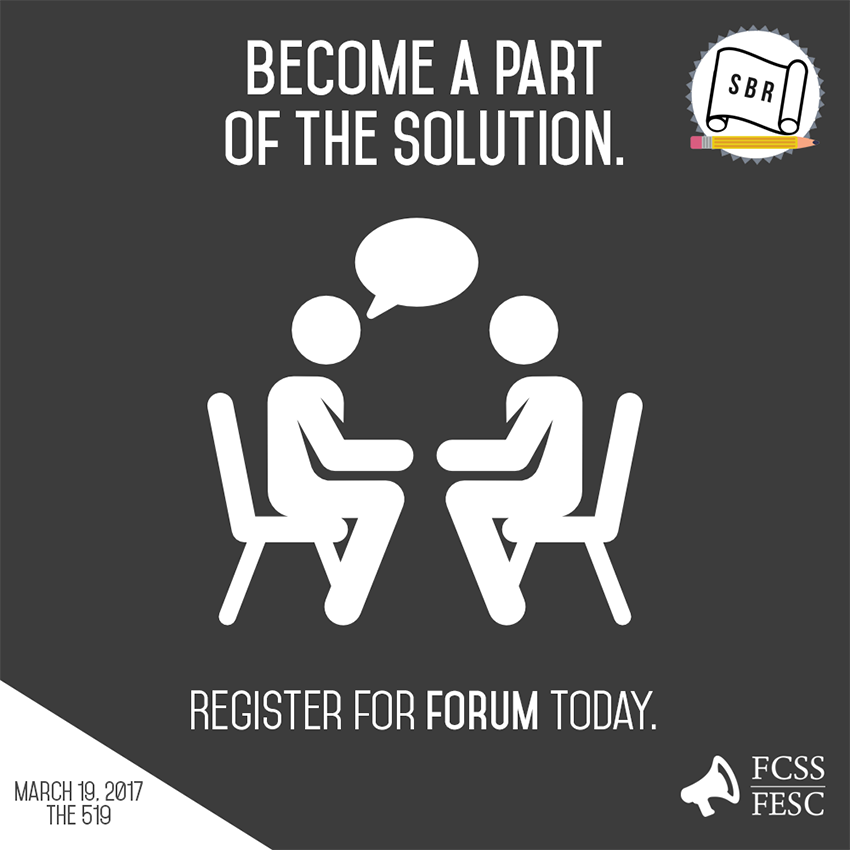 BECOME A PART
OF THE SOLUTION.
SBR
REGISTER FOR FORUM TODAY.
MARCH 19, 2017
THE 519
FCSS
FESC